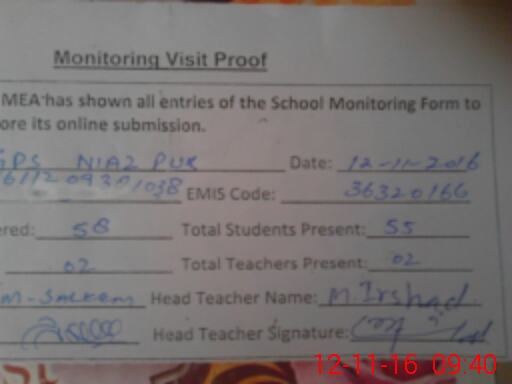 Monitoring Visit Proof
MEA has shown all entries of the School Monitoring Form to
ore its online submission.
GPS NIAZ PUR Date: 12-11-2016
EMIS Code: 36320166
ered: 58 Total Students Present: 55
02 Total Teachers Present: 02
M. Saleem Head Teacher Name: M. Irshad
Head Teacher Signature:
12-11-16 09:40